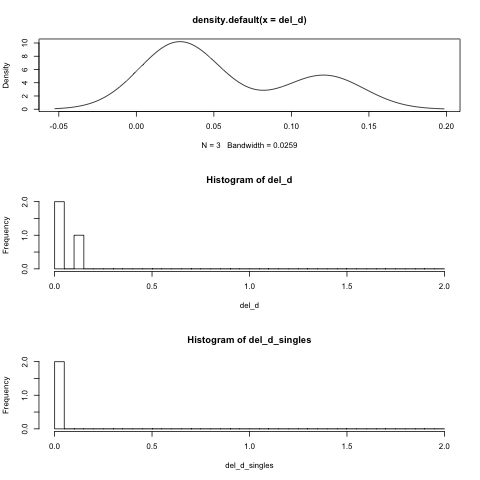 density.default(x = del_d)
Density
0 2 4 6 8 10
-0.05 0.00 0.05 0.10 0.15 0.20
N = 3 Bandwidth = 0.0259
Histogram of del_d
Frequency
0.0 1.0 2.0
0.0 0.5 1.0 1.5 2.0
del_d
Histogram of del_d_singles
Frequency
0.0 1.0 2.0
0.0 0.5 1.0 1.5 2.0
del_d_singles